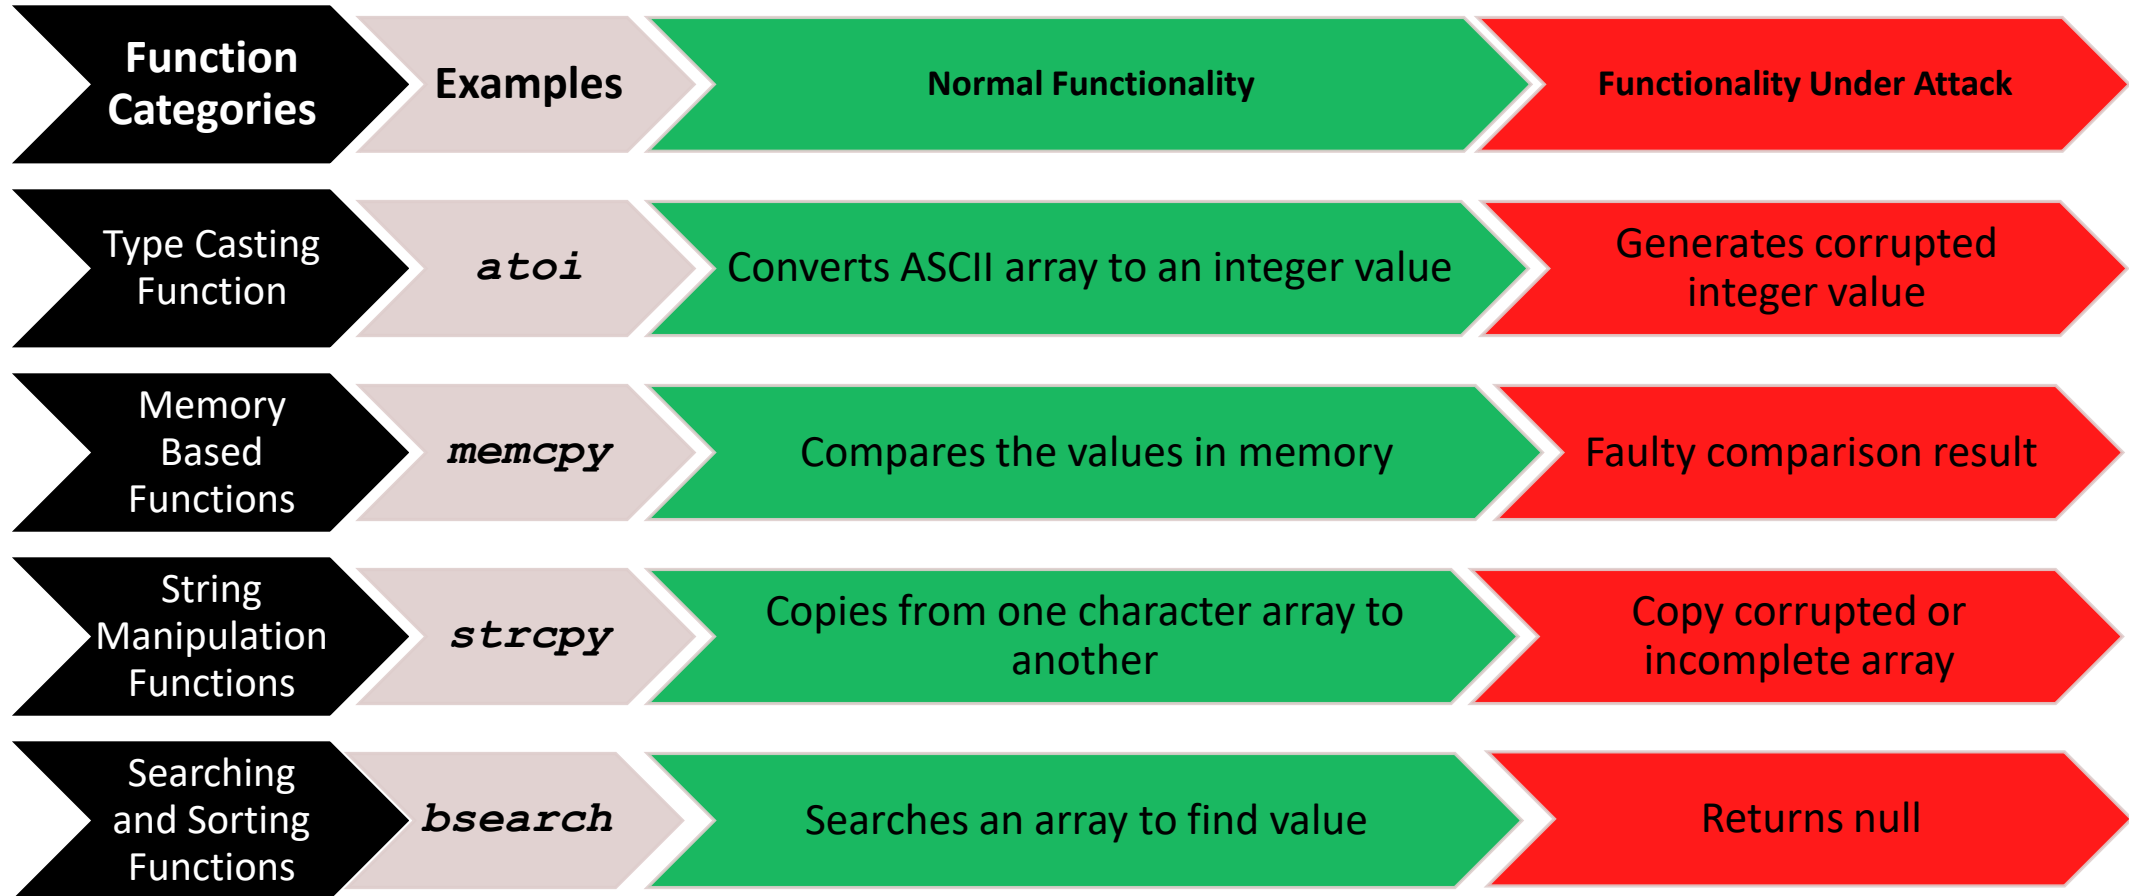 Function
Categories
Examples
Normal Functionality
Functionality Under Attack
Type Casting
Function
atoi
Converts ASCII array to an integer value
Generates corrupted
integer value
Memory
Based
Functions
memcpy
Compares the values in memory
Faulty comparison result
String
Manipulation
Functions
strcpy
Copies from one character array to
another
Copy corrupted or
incomplete array
Searching
and Sorting
Functions
bsearch
Searches an array to find value
Returns null